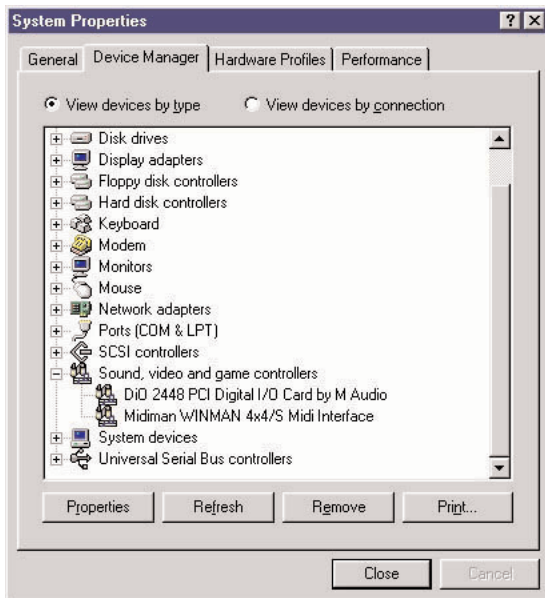 System Properties
General Device Manager Hardware Profiles Performance
View devices by type View devices by connection
Disk drives
Display adapters
Floppy disk controllers
Hard disk controllers
Keyboard
Modem
Monitors
Mouse
Network adapters
Ports (COM & LPT)
SCSI controllers
Sound, video and game controllers
DiO 2448 PCI Digital I/O Card by M Audio
Midiman WINMAN 4x4/S Midi Interface
System devices
Universal Serial Bus controllers
Properties Refresh Remove Print...
Close Cancel